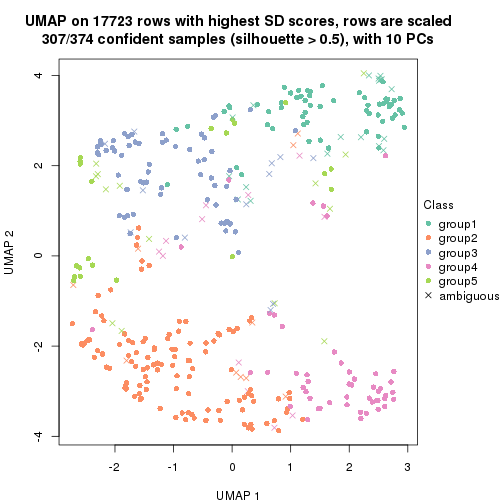 UMAP on 17723 rows with highest SD scores, rows are scaled
307/374 confident samples (silhouette > 0.5), with 10 PCs
4
2
0
-2
-4
UMAP 2
-2
-1
0
1
2
3
UMAP 1
Class
group1
group2
group3
group4
group5
ambiguous